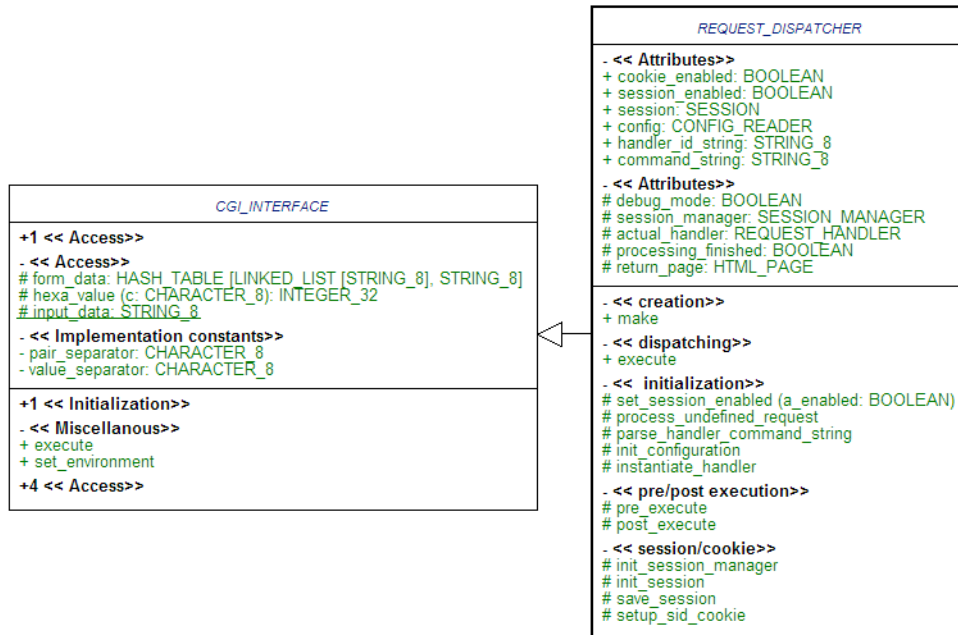 CGI_INTERFACE
+1 << Access>>
- << Access>>
# form_data: HASH_TABLE [LINKED_LIST [STRING_8], STRING_8]
# hexa_value (c: CHARACTER_8): INTEGER_32
# input_data: STRING_8
- << Implementation constants>>
- pair_separator: CHARACTER_8
- value_separator: CHARACTER_8
+1 << Initialization>>
- << Miscellanous>>
+ execute
+ set_environment
+4 << Access>>
REQUEST_DISPATCHER
- << Attributes>>
+ cookie_enabled: BOOLEAN
+ session_enabled: BOOLEAN
+ session: SESSION
+ config: CONFIG_READER
+ handler_id_string: STRING_8
+ command_string: STRING_8
- << Attributes>>
# debug_mode: BOOLEAN
# session_manager: SESSION_MANAGER
# actual_handler: REQUEST_HANDLER
# processing_finished: BOOLEAN
# return_page: HTML_PAGE
- << creation>>
+ make
- << dispatching>>
+ execute
- << initialization>>
# set_session_enabled (a_enabled: BOOLEAN)
# process_undefined_request
# parse_handler_command_string
# init_configuration
# instantiate_handler
- << pre/post execution>>
# pre_execute
# post_execute
- << session/cookie>>
# init_session_manager
# init_session
# save_session
# setup_sid_cookie